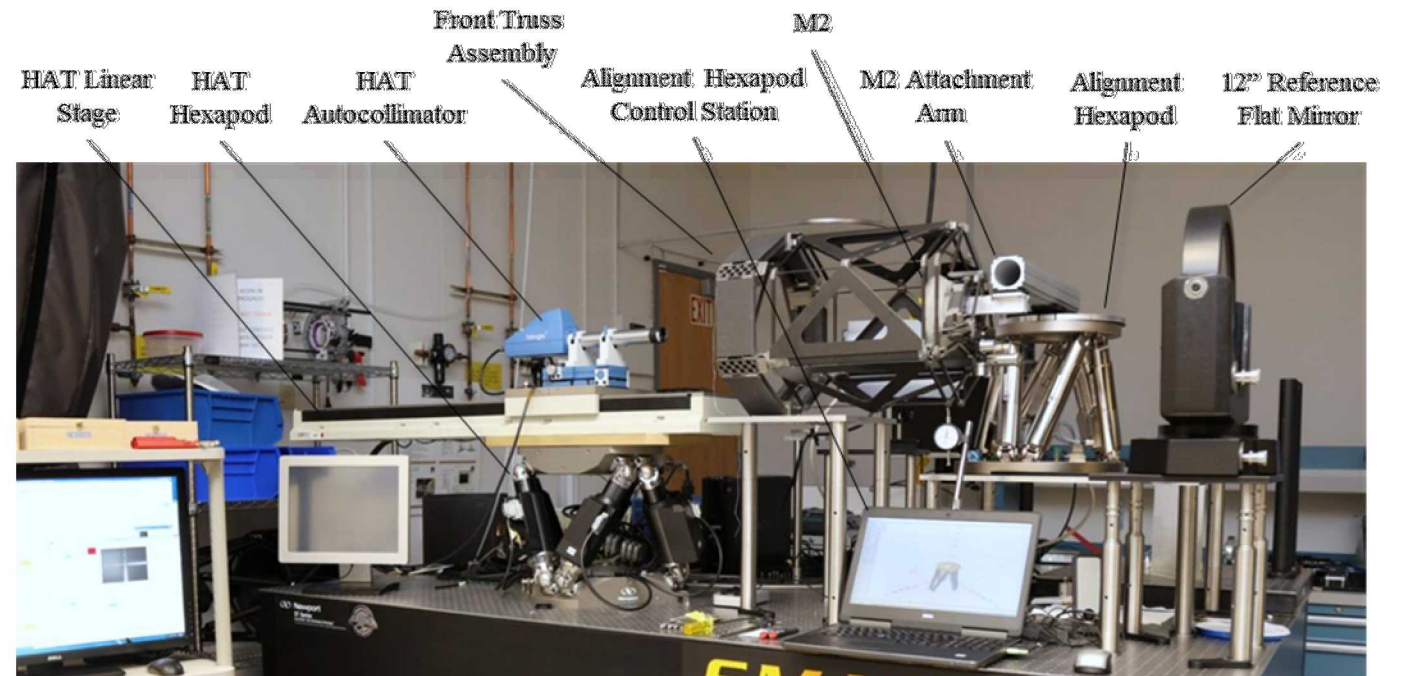 Front Truss
Assembly
M2
HAT Linear
Stage
HAT
Hexapod
HAT
Autocollimator
Alignment Hexapod
Control Station
M2 Attachment
Arm
Alignment
Hexapod
12” Reference
Flat Mirror
EXIT
Newport